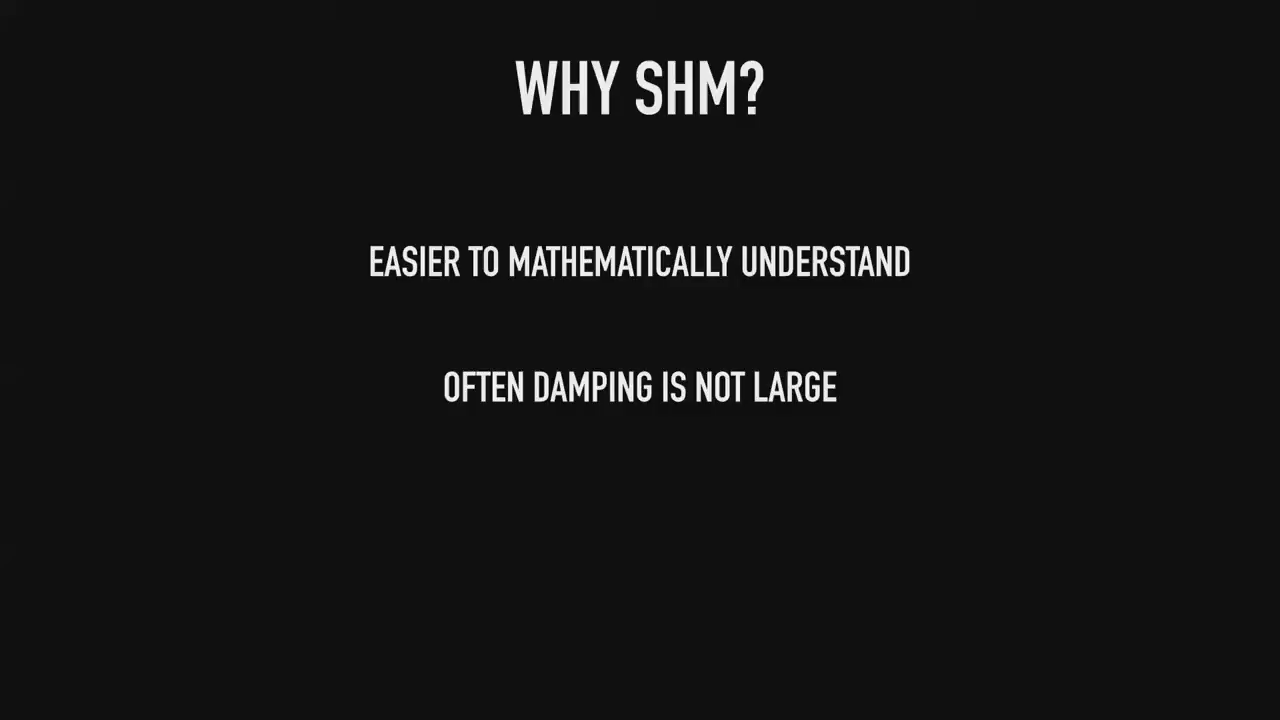 WHY SHM?
EASIER TO MATHEMATICALLY UNDERSTAND
OFTEN DAMPING IS NOT LARGE